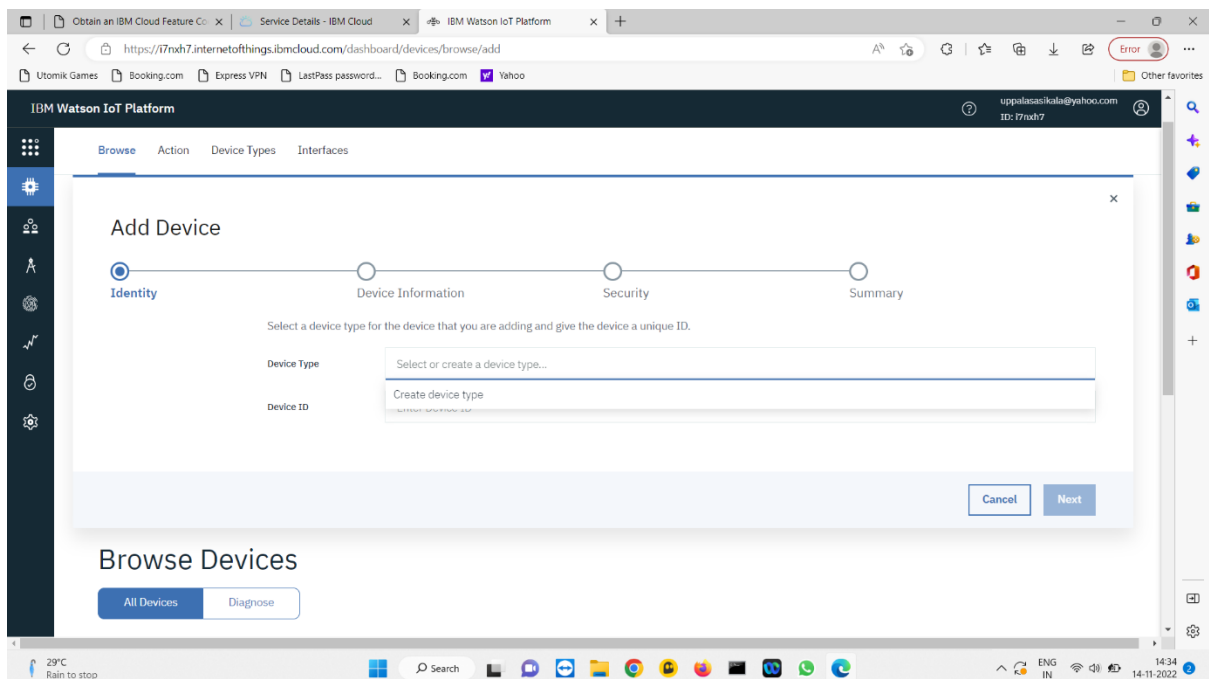 Obtain an IBM Cloud Feature Co Service Details - IBM Cloud IBM Watson IoT Platform
https://i7nxh7.internetofthings.ibmcloud.com/dashboard/devices/browse/add Error
Utomik Games Booking.com Express VPN LastPass password... Booking.com Yahoo Other favorites
IBM Watson IoT Platform uppalasasikala@yahoo.com
ID: i7nxh7
Browse Action Device Types Interfaces
Add Device
Identity Device Information Security Summary
Select a device type for the device that you are adding and give the device a unique ID.
Device Type Select or create a device type...
Create device type
Device ID Enter Device ID
Cancel Next
Browse Devices
All Devices Diagnose
29°C
Rain to stop
Search
ENG
IN
14:34
14-11-2022
2